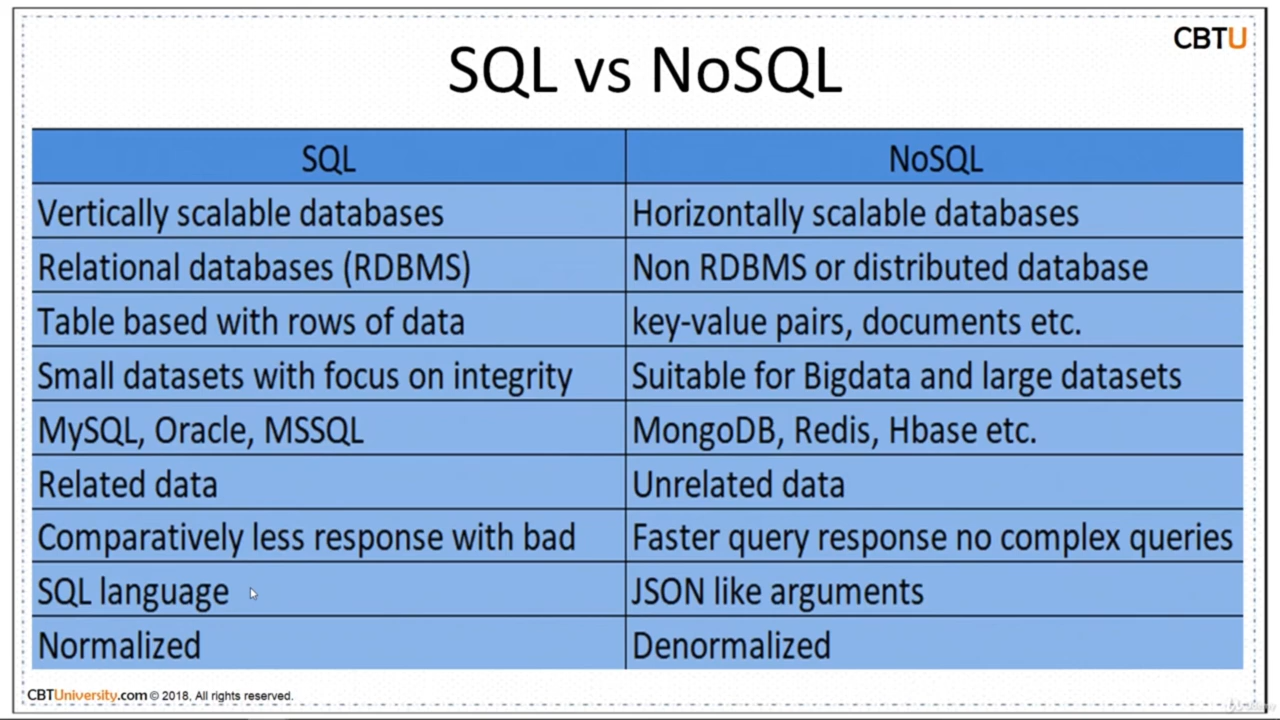 CBTU
SQL vs NoSQL
SQL NoSQL
Vertically scalable databases Horizontally scalable databases
Relational databases (RDBMS) Non RDBMS or distributed database
Table based with rows of data key-value pairs, documents etc.
Small datasets with focus on integrity Suitable for Bigdata and large datasets
MySQL, Oracle, MSSQL MongoDB, Redis, Hbase etc.
Related data Unrelated data
Comparatively less response with bad Faster query response no complex queries
SQL language JSON like arguments
Normalized Denormalized
CBTUniversity.com © 2018, All rights reserved.